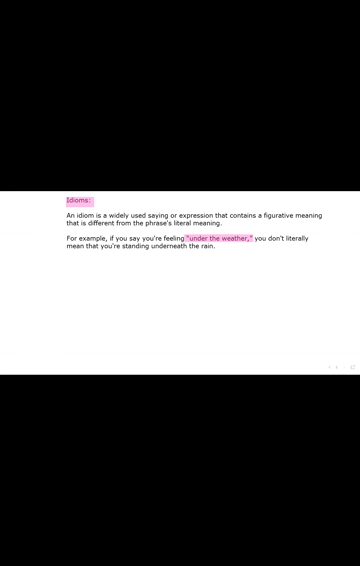 Idioms:
An idiom is a widely used saying or expression that contains a figurative meaning
that is different from the phrase's literal meaning.
For example, if you say you're feeling "under the weather," you don't literally
mean that you're standing underneath the rain.